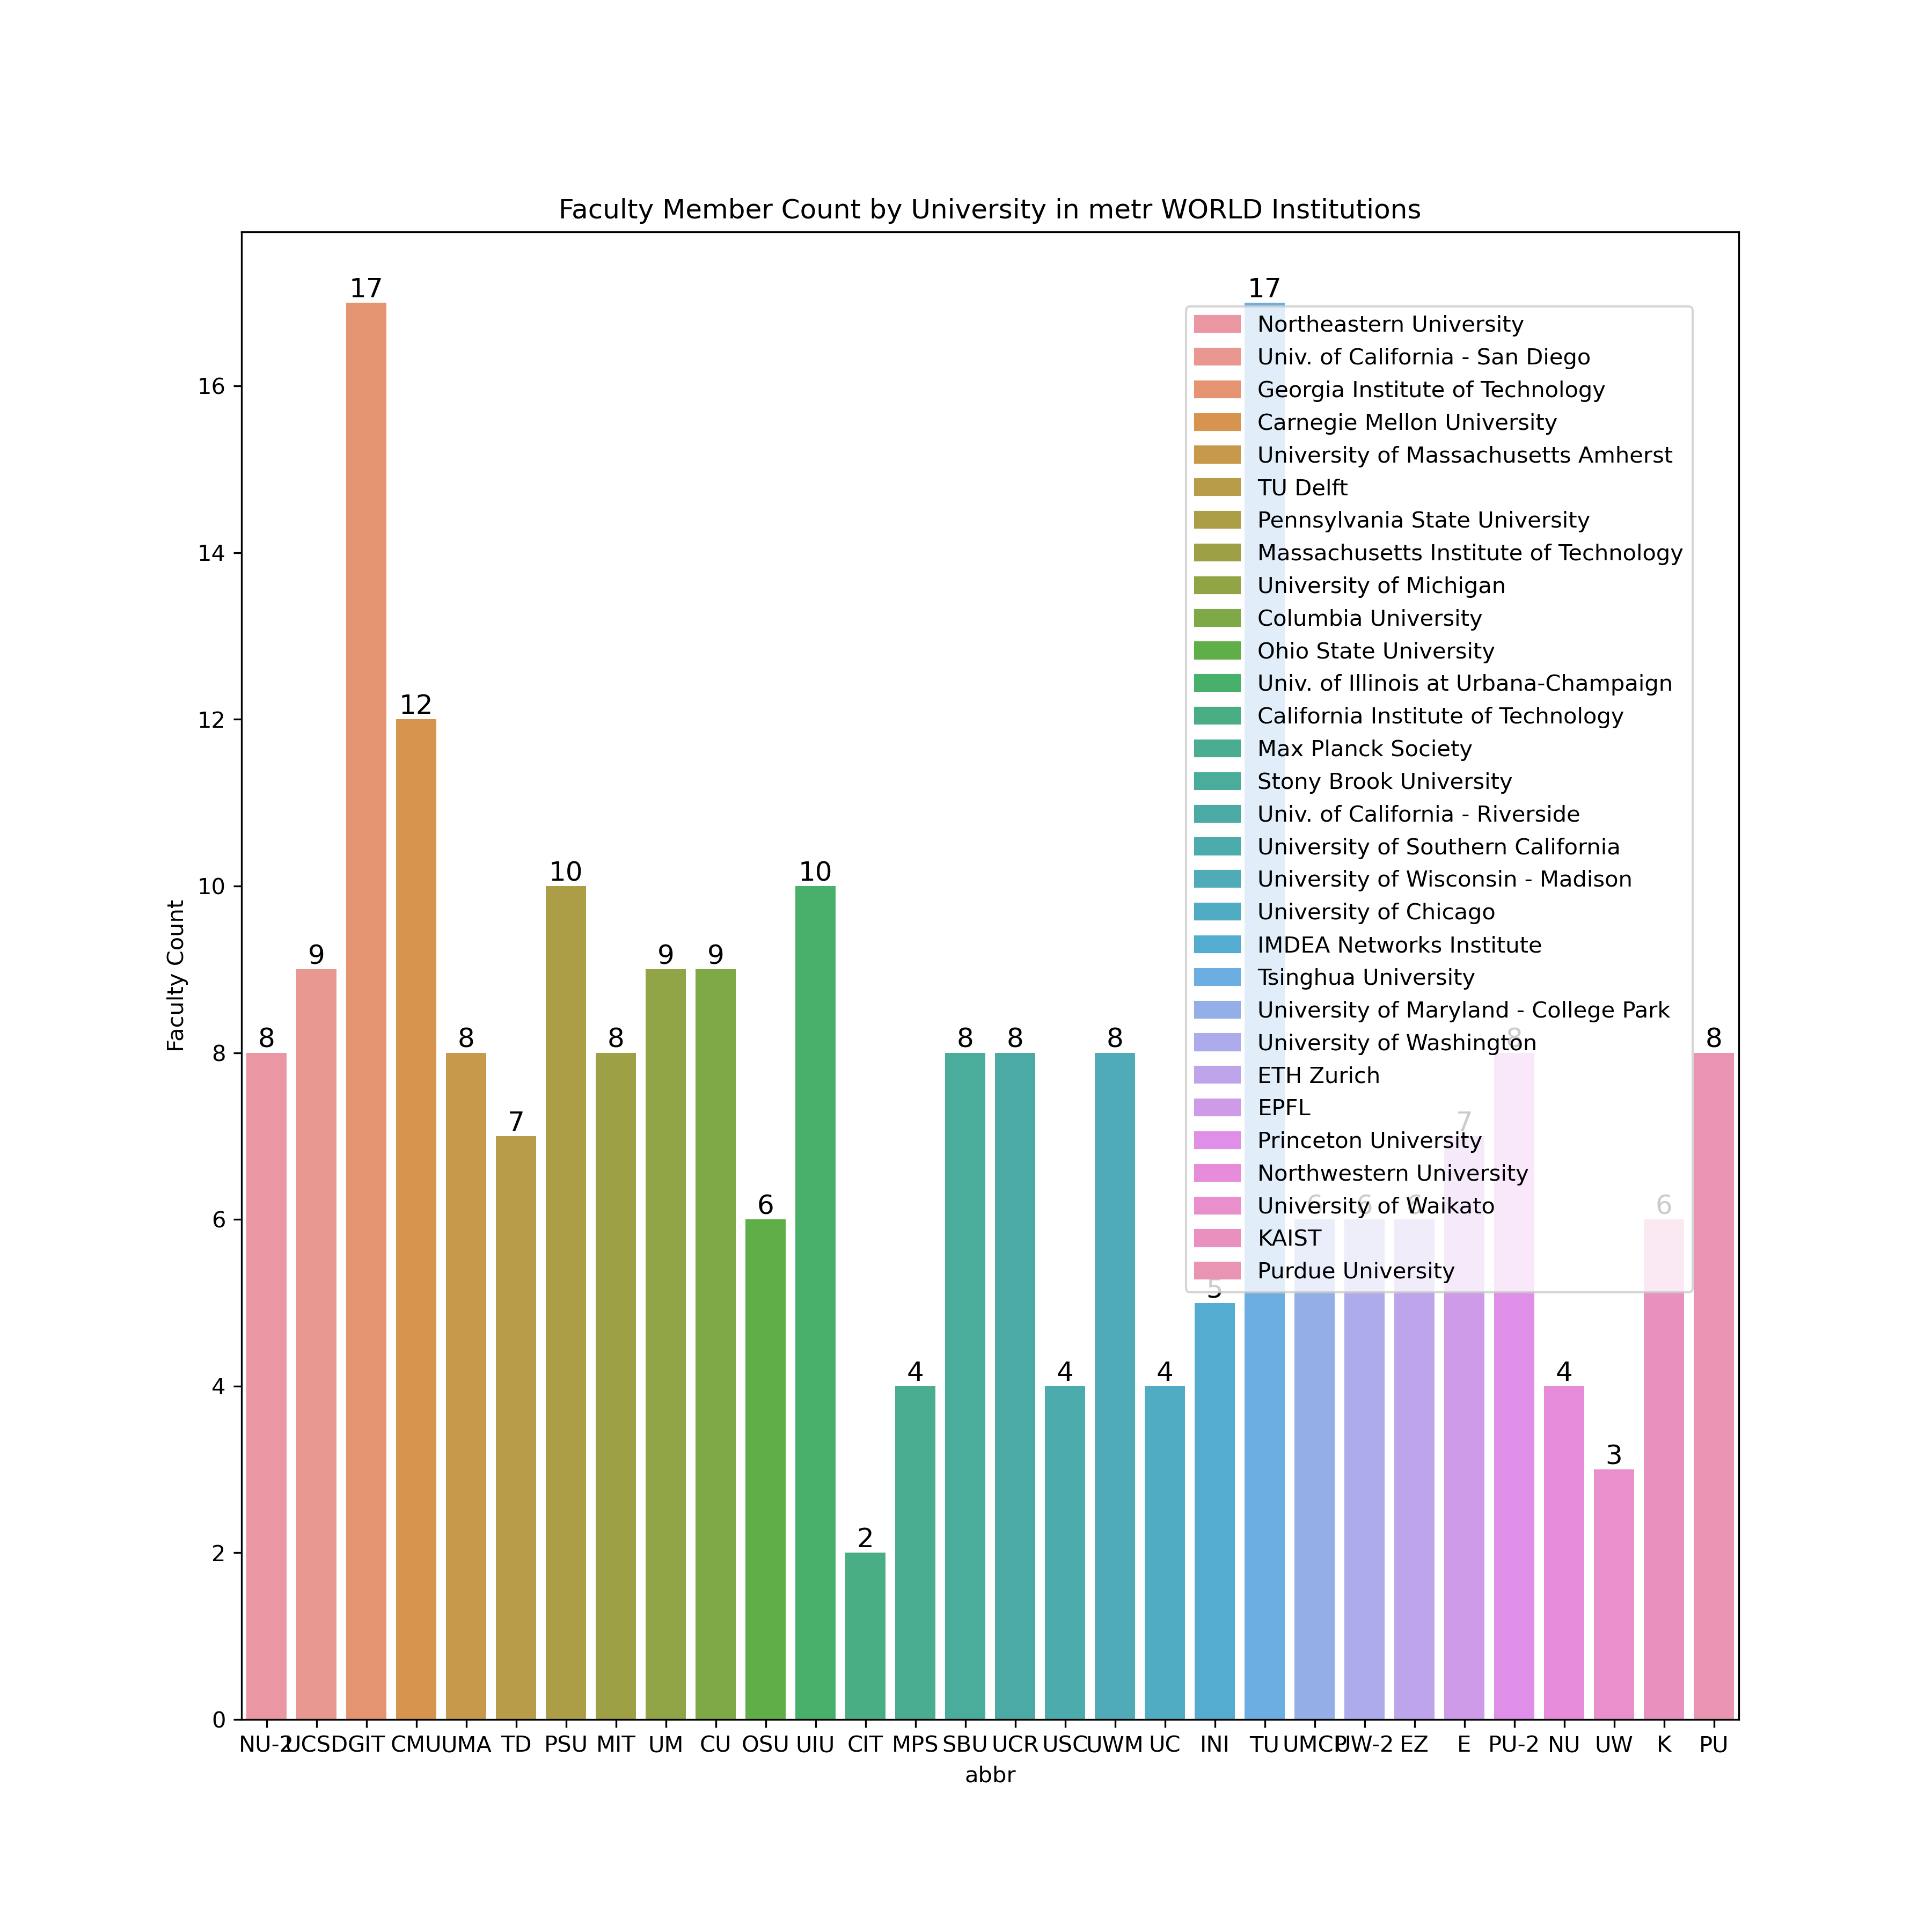 Faculty Member Count by University in metr WORLD Institutions
17
17
Northeastern University
Univ. of California - San Diego
Georgia Institute of Technology
Carnegie Mellon University
University of Massachusetts Amherst
TU Delft
Pennsylvania State University
Massachusetts Institute of Technology
University of Michigan
Columbia University
Ohio State University
Univ. of Illinois at Urbana-Champaign
California Institute of Technology
Max Planck Society
Stony Brook University
Univ. of California - Riverside
University of Southern California
University of Wisconsin - Madison
University of Chicago
IMDEA Networks Institute
Tsinghua University
University of Maryland - College Park
University of Washington
ETH Zurich
EPFL
Princeton University
Northwestern University
University of Waikato
KAIST
Purdue University
16
14
12
10
8
6
4
2
0
Faculty Count
8
9
12
8
7
10
8
9
9
6
10
2
4
8
8
4
8
4
5
6
6
6
7
8
4
3
6
8
NU-2 UCSD GIT CMU UMA TD PSU MIT UM CU OSU UIU CIT MPS SBU UCR USC UWM UC INI TU UMCP UW-2 EZ E PU-2 NU UW K PU
abbr